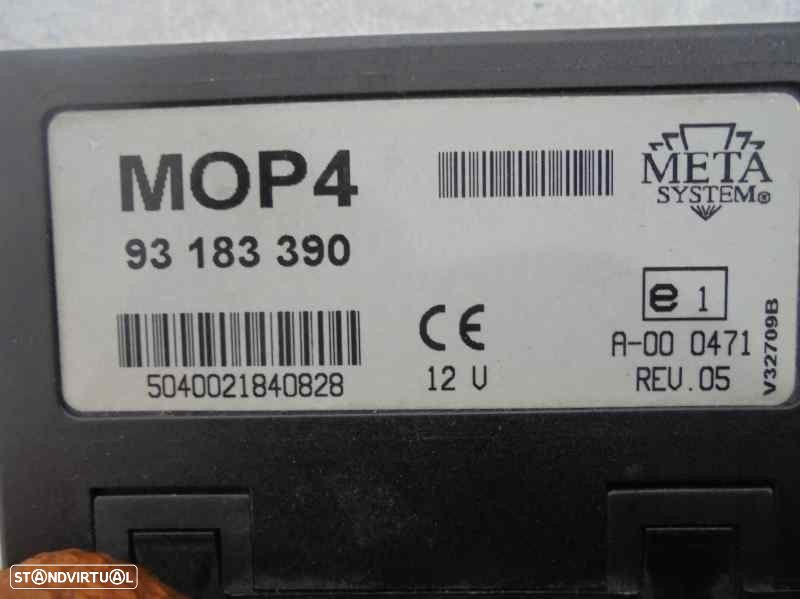 MOP4
93 183 390
5040021840828
META
SYSTEM®
CE
12 V
e 1
A-00 0471
REV.05
V32709B
STANDVIRTUAL